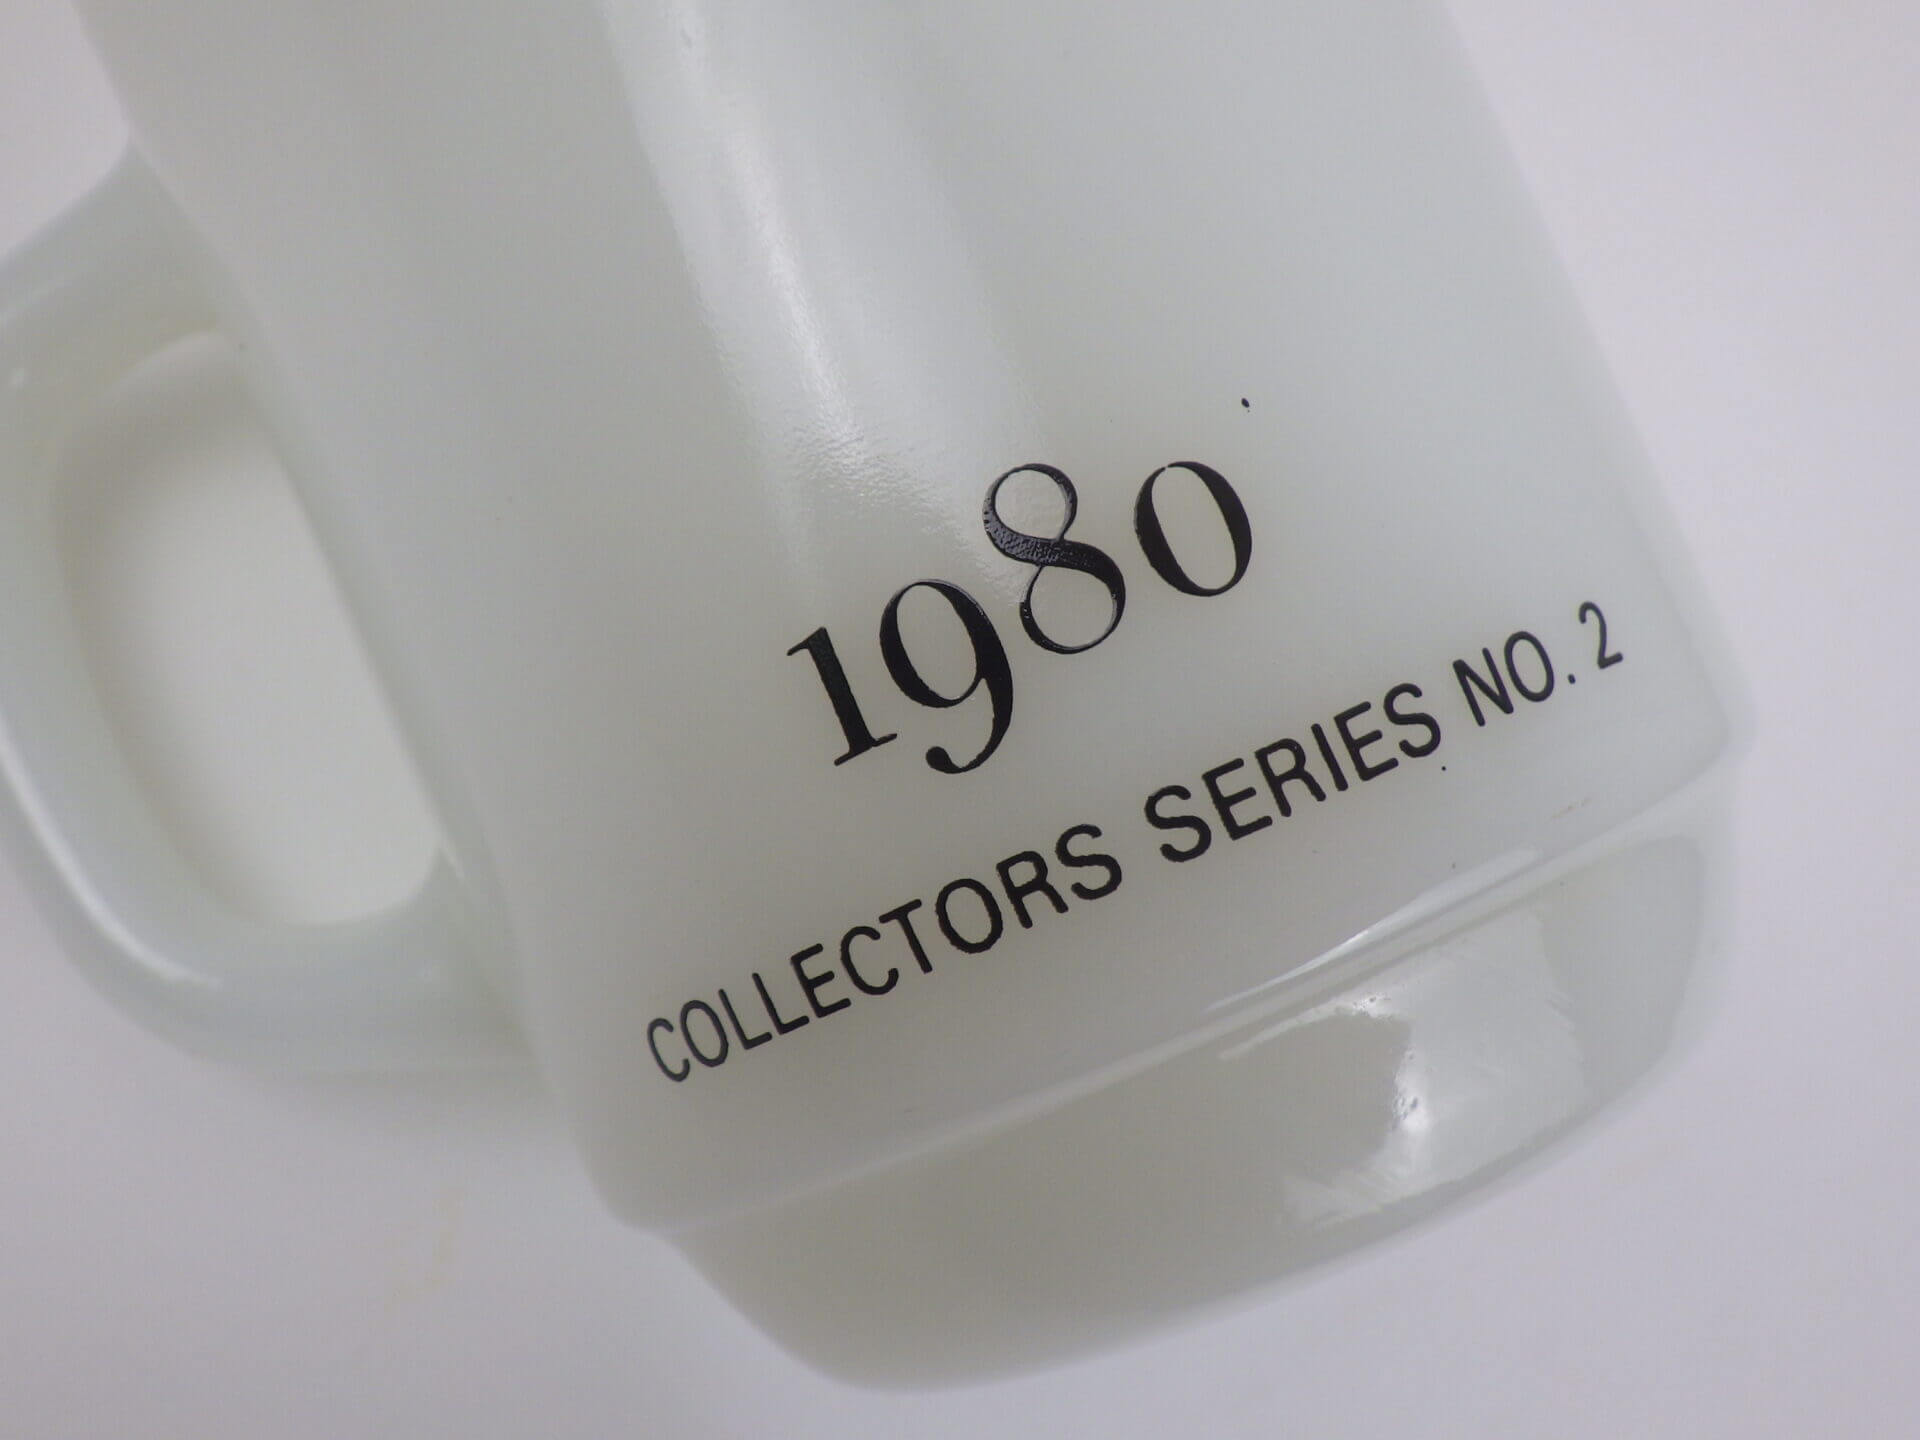 1980
COLLECTORS SERIES NO. 2